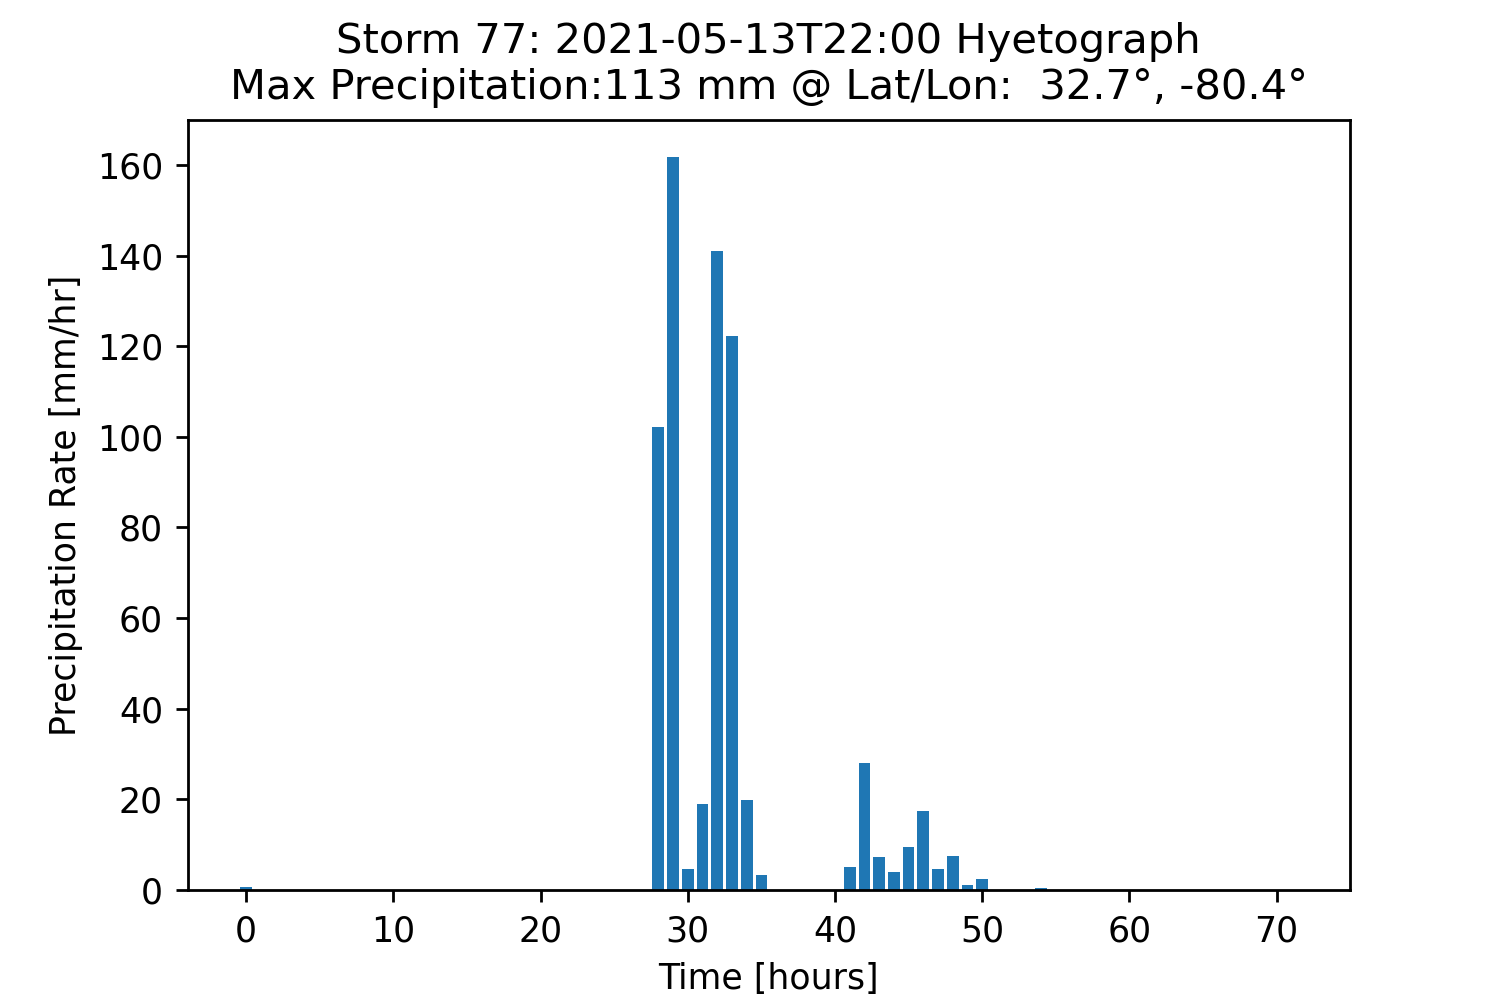 Storm 77: 2021-05-13T22:00 Hyetograph
Max Precipitation:113 mm @ Lat/Lon:  32.7°, -80.4°
Precipitation Rate [mm/hr]
160
140
120
100
80
60
40
20
0
0 10 20 30 40 50 60 70
Time [hours]